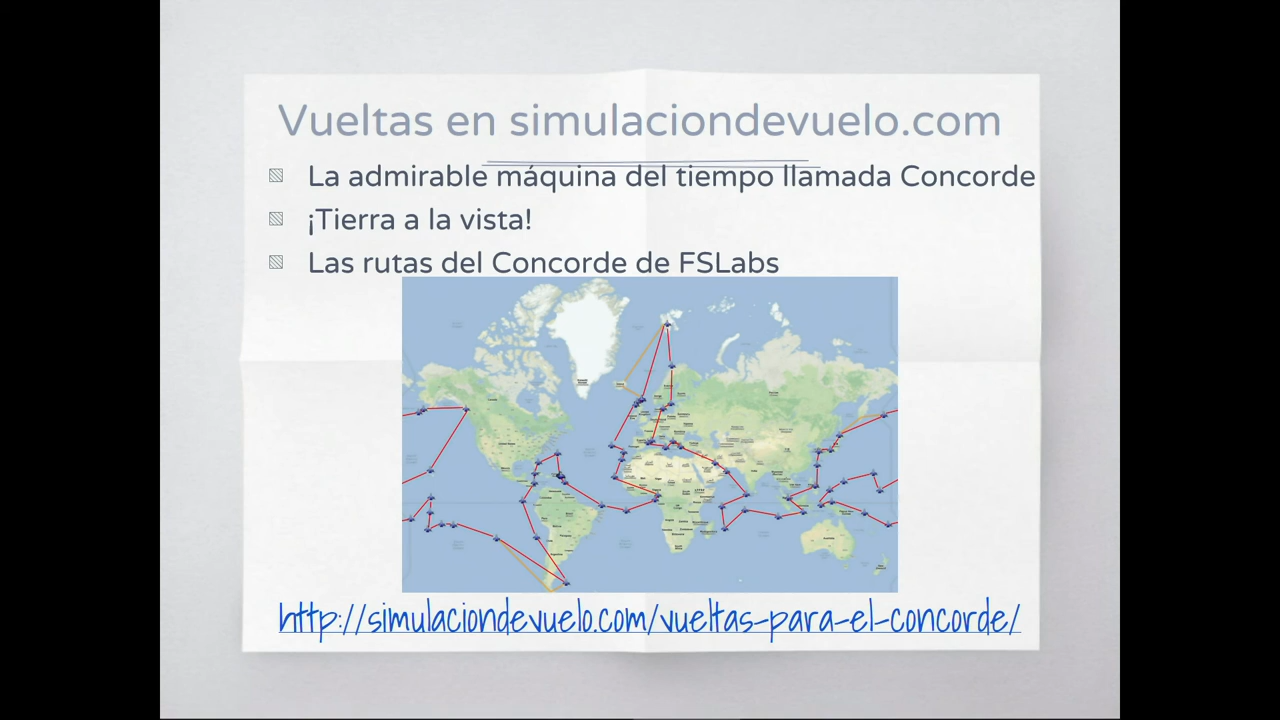 Vueltas en simulaciondevuelo.com
La admirable máquina del tiempo llamada Concorde
¡Tierra a la vista!
Las rutas del Concorde de FSLabs
http://simulaciondevuelo.com/vueltas-para-el-concorde/